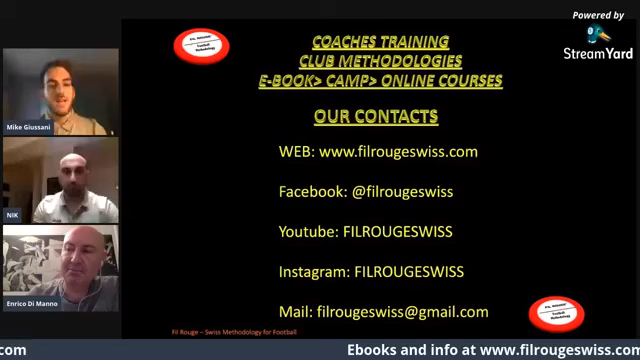 Powered by
StreamYard
COACHES TRAINING
CLUB METHODOLOGIES
E-BOOK> CAMP> ONLINE COURSES
OUR CONTACTS
WEB: www.filrougeswiss.com
Facebook: @filrougeswiss
Youtube: FILROUGESWISS
Instagram: FILROUGESWISS
Mail: filrougeswiss@gmail.com
Mike Giussani
NIK
Enrico Di Manno
Fil Rouge – Swiss Methodology for Football
com
Ebooks and info at www.filrougeswiss.com